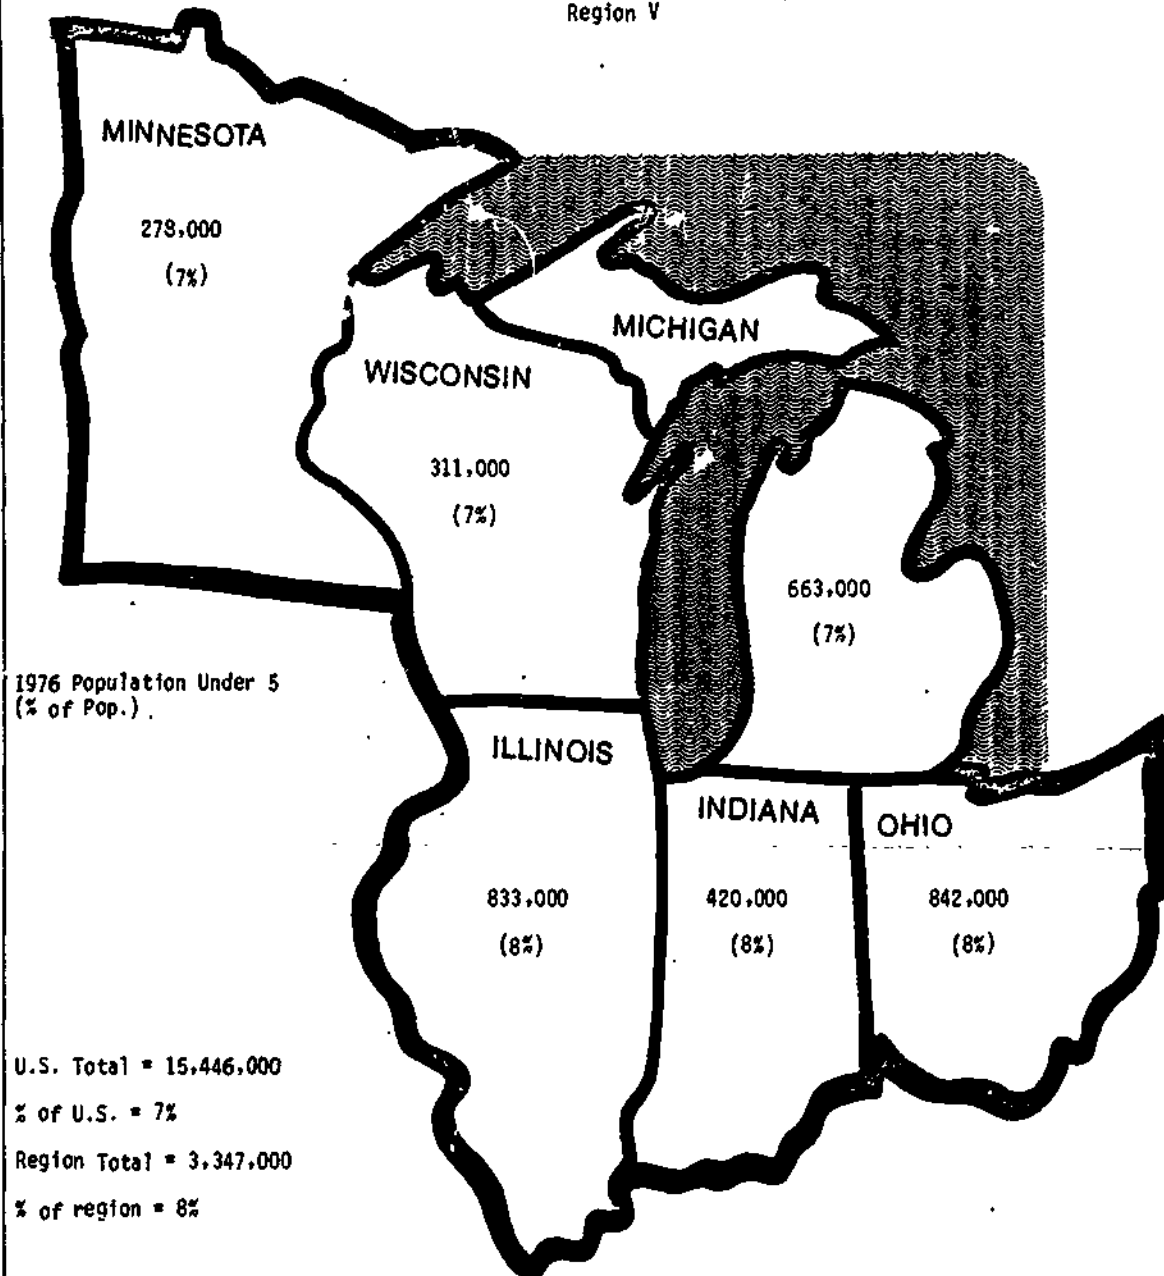 Region V
MINNESOTA
278,000
(7%)
MICHIGAN
WISCONSIN
311,000
(7%)
663,000
(7%)
1976 Population Under 5
(% of Pop.)
ILLINOIS
INDIANA
OHIO
833,000
420,000
842,000
(8%)
(8%)
(8%)
U.S. Total = 15,446,000
% of U.S. = 7%
Region Total = 3,347,000
% of region = 8%